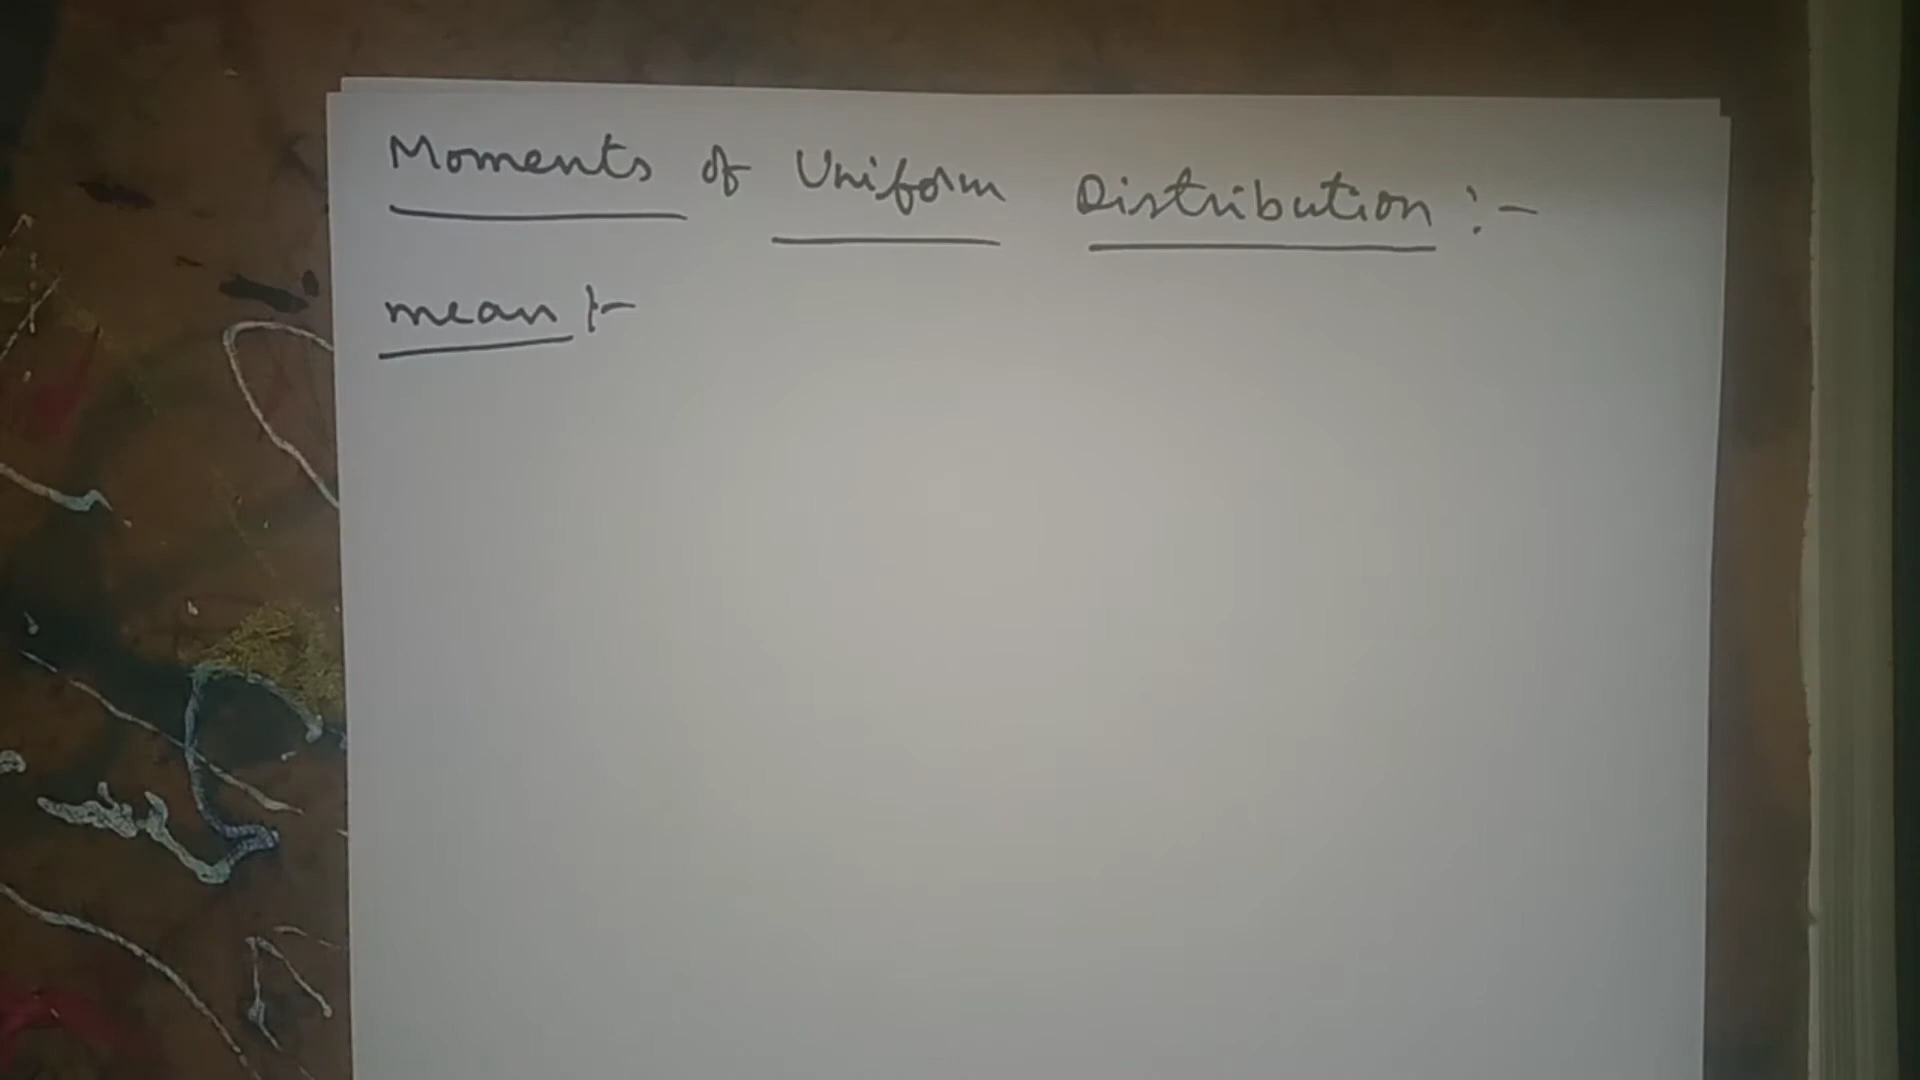 Moments of Uniform Distribution :-
mean :-